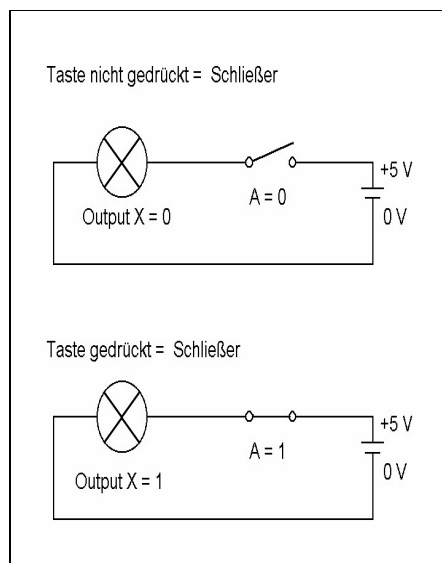 Taste nicht gedrückt =  Schließer
+5 V
A = 0
Output X = 0
0 V
Taste gedrückt =  Schließer
+5 V
A = 1
Output X = 1
0 V